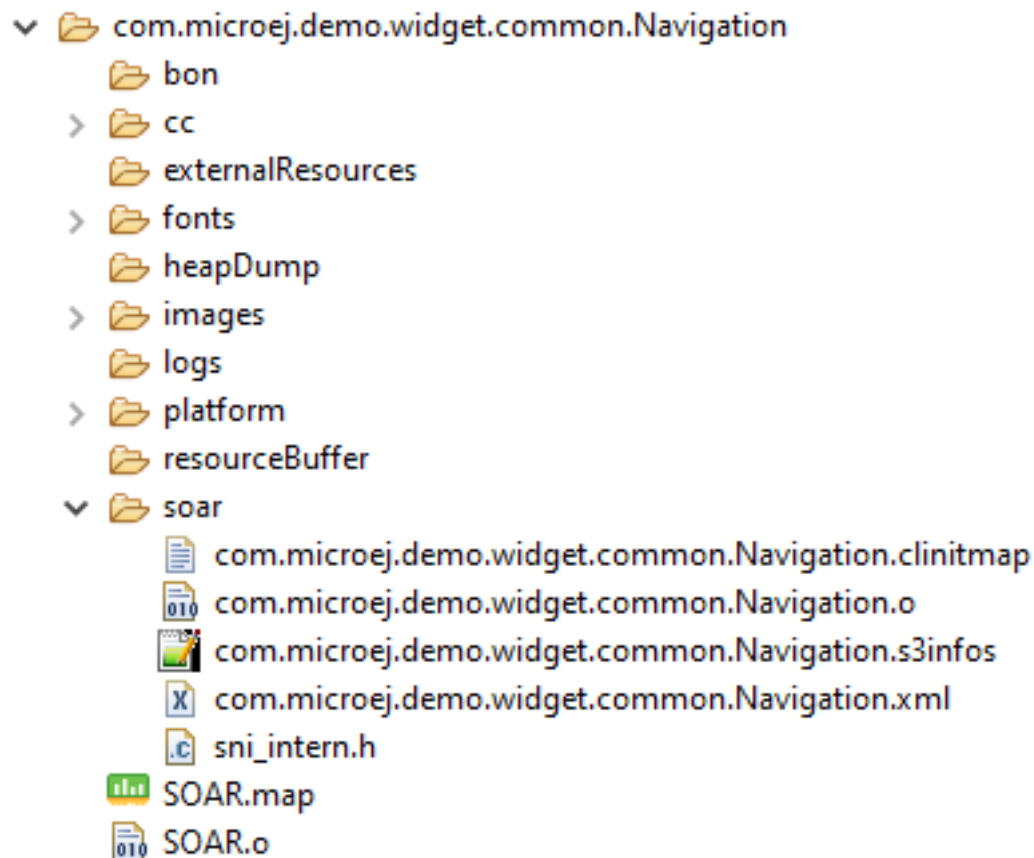 com.microej.demo.widget.common.Navigation
bon
cc
externalResources
fonts
heapDump
images
logs
platform
resourceBuffer
soar
com.microej.demo.widget.common.Navigation.clinitmap
com.microej.demo.widget.common.Navigation.o
com.microej.demo.widget.common.Navigation.s3infos
com.microej.demo.widget.common.Navigation.xml
sni_intern.h
SOAR.map
SOAR.o